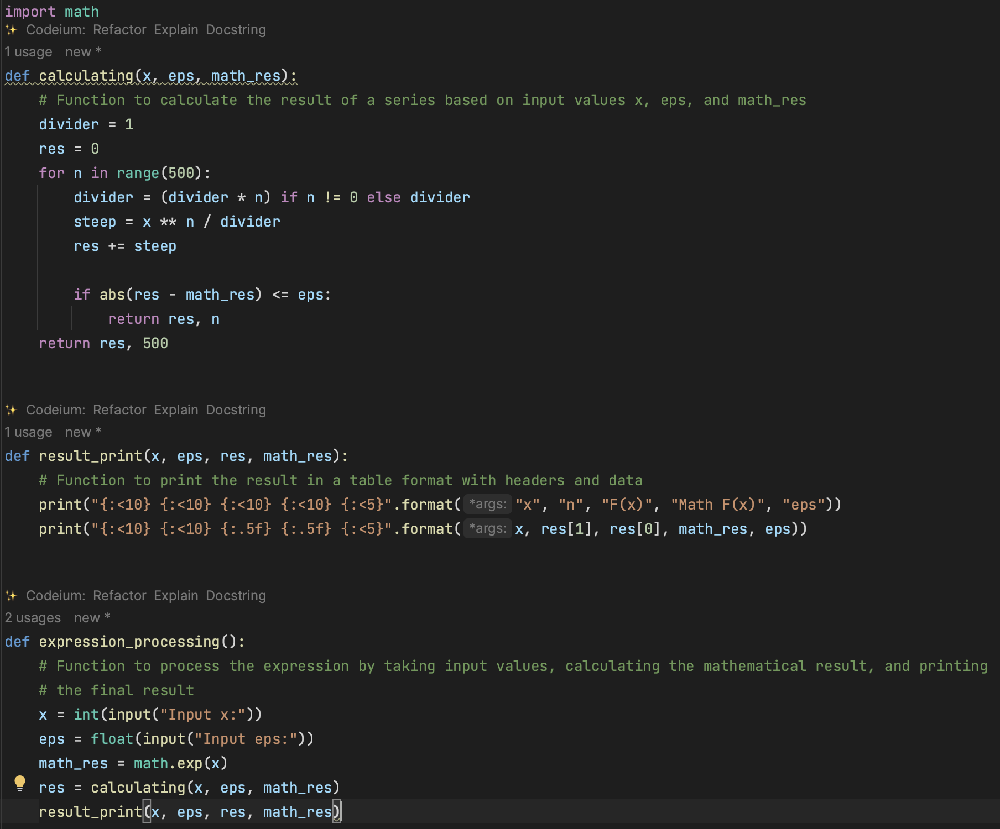 import math
Codeium: Refactor Explain Docstring
1 usage new *
def calculating(x, eps, math_res):
    # Function to calculate the result of a series based on input values x, eps, and math_res
    divider = 1
    res = 0
    for n in range(500):
        divider = (divider * n) if n != 0 else divider
        steep = x ** n / divider
        res += steep

        if abs(res - math_res) <= eps:
            return res, n
    return res, 500

Codeium: Refactor Explain Docstring
1 usage new *
def result_print(x, eps, res, math_res):
    # Function to print the result in a table format with headers and data
    print("{:<10} {:<10} {:<10} {:<10} {:<5}".format( *args: "x", "n", "F(x)", "Math F(x)", "eps"))
    print("{:<10} {:<10} {:.5f} {:.5f} {:<5}".format( *args: x, res[1], res[0], math_res, eps))

Codeium: Refactor Explain Docstring
2 usages new *
def expression_processing():
    # Function to process the expression by taking input values, calculating the mathematical result, and printing
    # the final result
    x = int(input("Input x:"))
    eps = float(input("Input eps:"))
    math_res = math.exp(x)
    res = calculating(x, eps, math_res)
    result_print(x, eps, res, math_res)